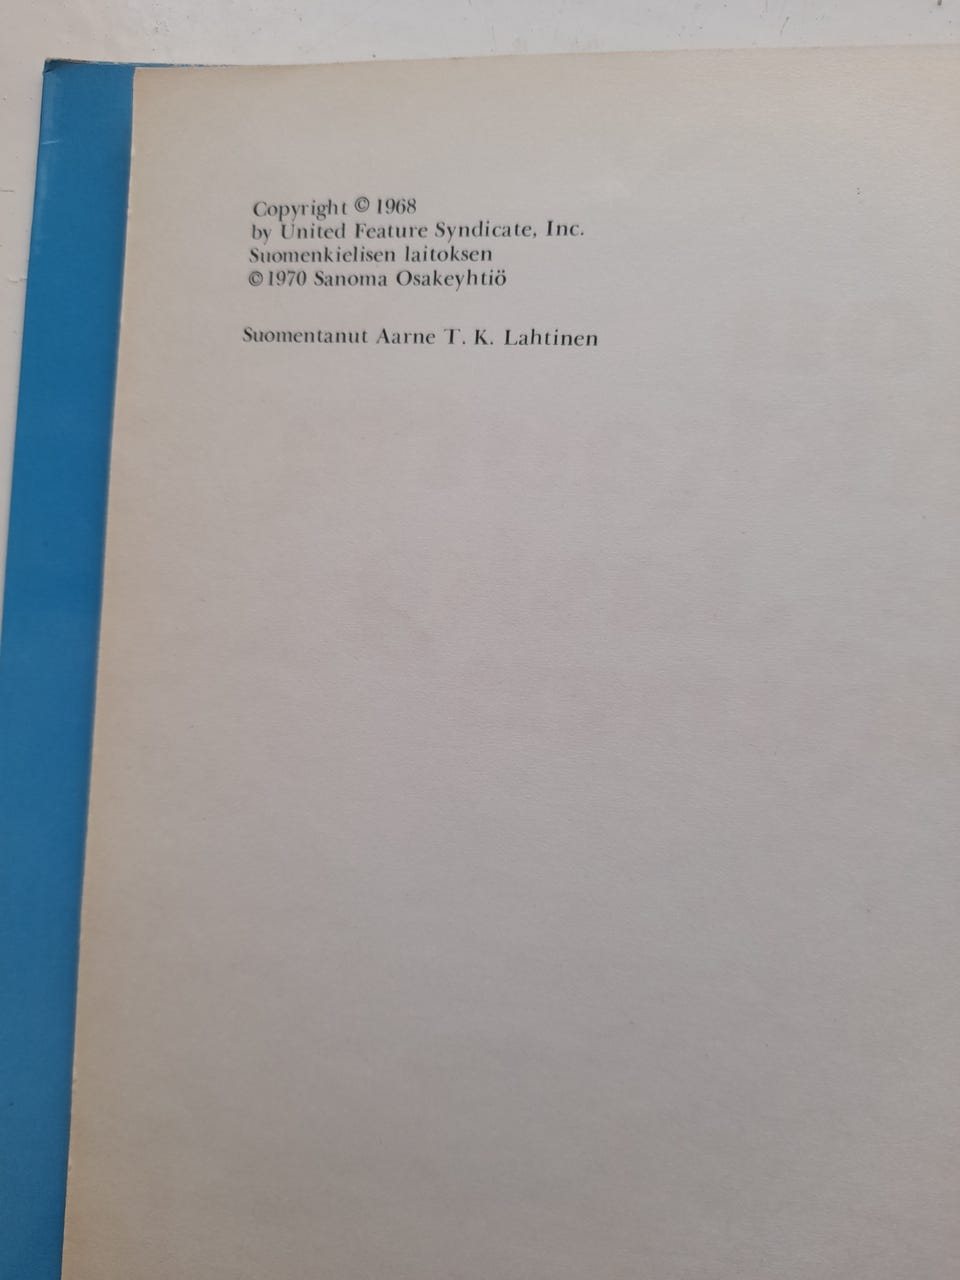 Copyright © 1968
by United Feature Syndicate, Inc.
Suomenkielisen laitoksen
© 1970 Sanoma Osakeyhtiö
Suomentanut Aarne T. K. Lahtinen